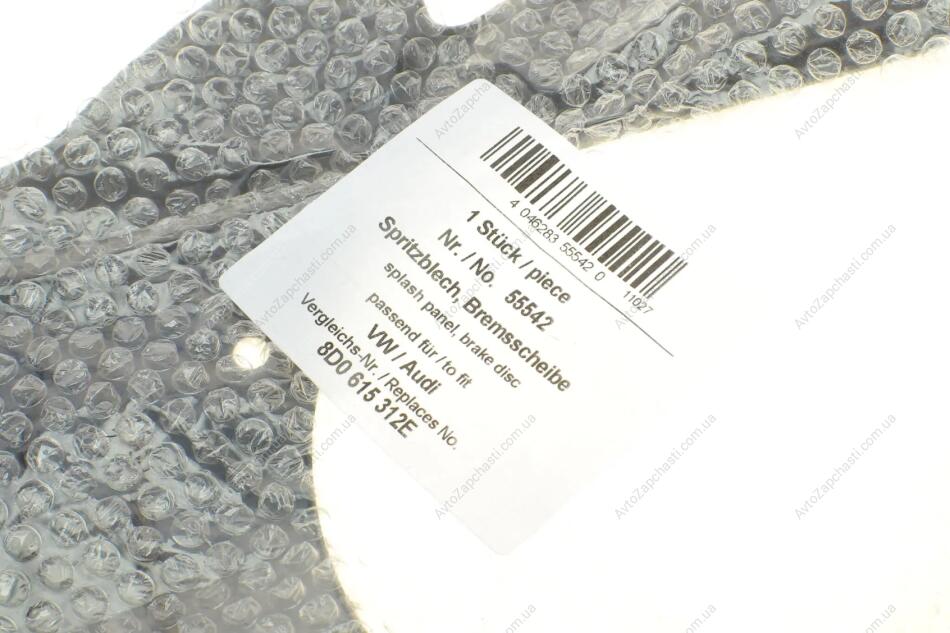 4 046283 55542 0
11027
1 Stück / piece
Nr. / No. 55542
Spritzblech, Bremsscheibe
splash panel, brake disc
passend für / to fit
VW / Audi
Vergleichs-Nr. / Replaces No.
8D0 615 312E
AvtoZapchasti.com.ua